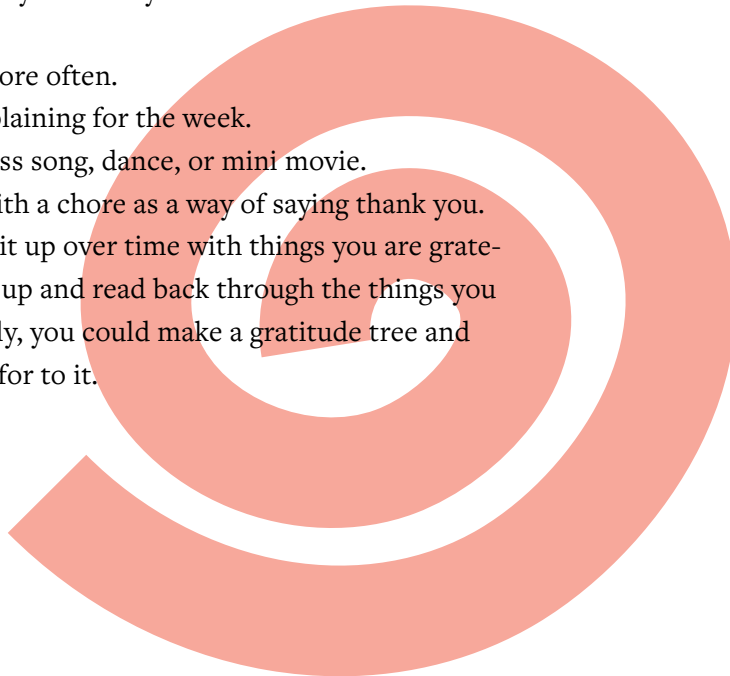 ore often.
laining for the week.
ss song, dance, or mini movie.
ith a chore as a way of saying thank you.
it up over time with things you are grate-
up and read back through the things you
ly, you could make a gratitude tree and
for to it.